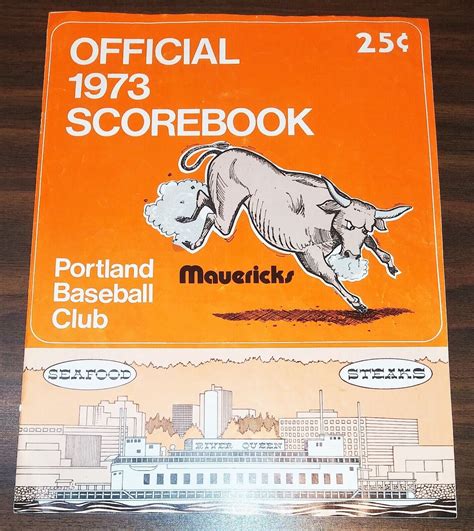 OFFICIAL
1973
SCOREBOOK
25¢
Mavericks
Portland
Baseball
Club
SEAFOOD
STEAKS
RIVER QUEEN